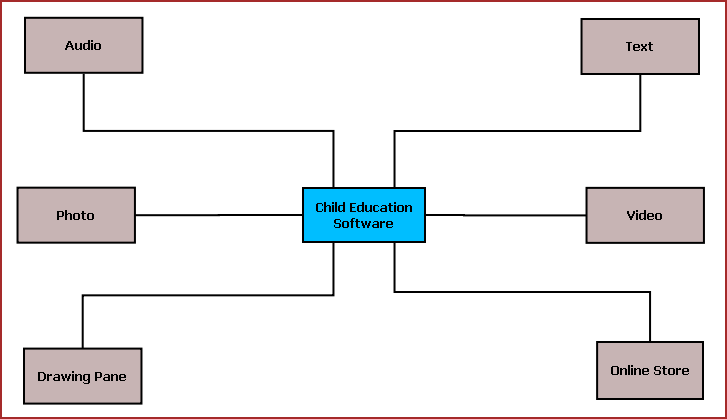 Audio
Text
Photo
Child Education
Software
Video
Drawing Pane
Online Store